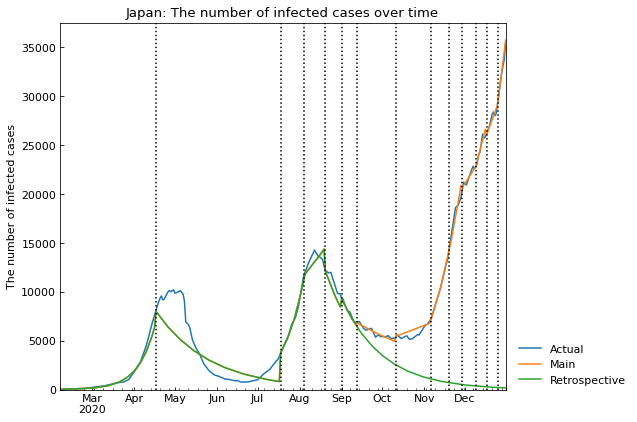 Japan: The number of infected cases over time
The number of infected cases
35000
30000
25000
20000
15000
10000
5000
0
Mar Apr May Jun Jul Aug Sep Oct Nov Dec
2020
Actual
Main
Retrospective